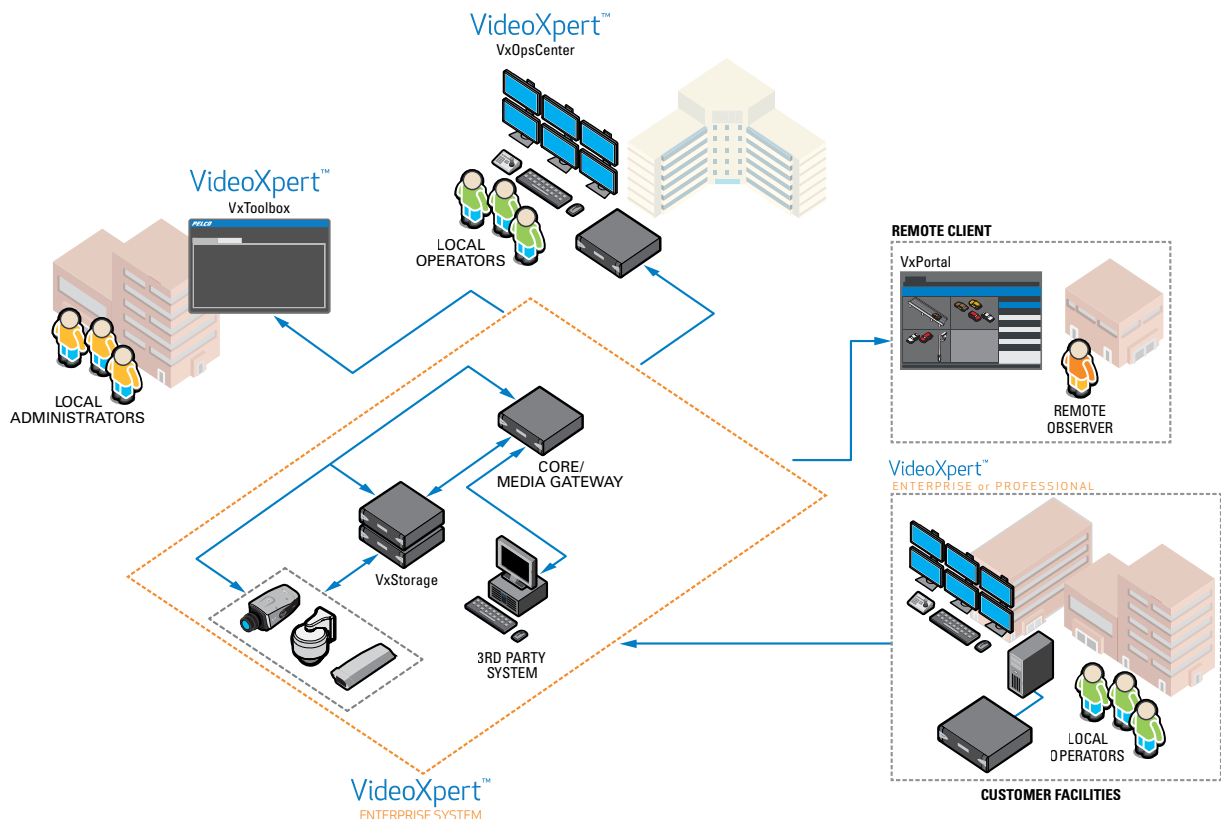 VideoXpert™
VxOpsCenter
VideoXpert™
VxToolbox
PELCO
LOCAL
OPERATORS
LOCAL
ADMINISTRATORS
REMOTE CLIENT
VxPortal
REMOTE
OBSERVER
CORE/
MEDIA GATEWAY
VxStorage
3RD PARTY
SYSTEM
VideoXpert™
ENTERPRISE or PROFESSIONAL
LOCAL
OPERATORS
CUSTOMER FACILITIES
VideoXpert™
ENTERPRISE SYSTEM